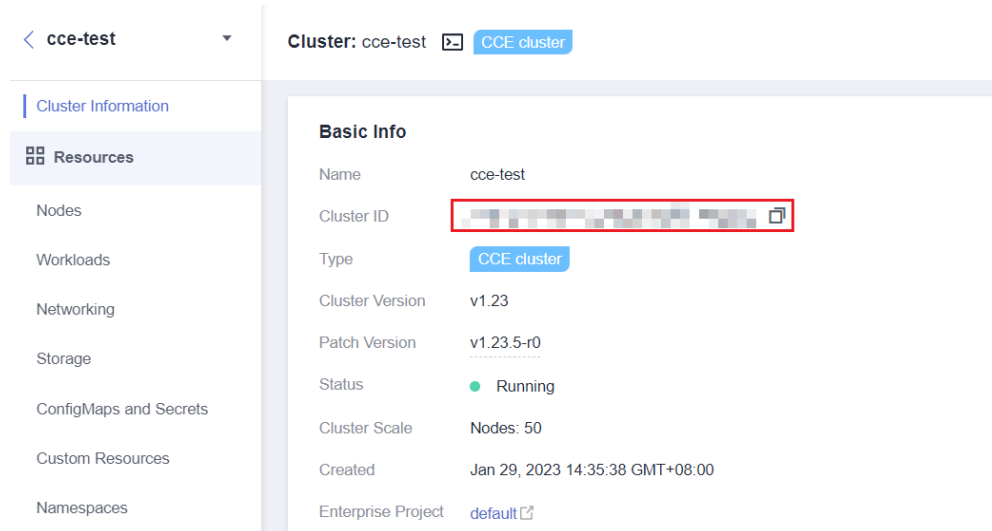 cce-test
Cluster: cce-test CCE cluster
Cluster Information
Resources
Nodes
Workloads
Networking
Storage
ConfigMaps and Secrets
Custom Resources
Namespaces
Basic Info
Name cce-test
Cluster ID
Type CCE cluster
Cluster Version v1.23
Patch Version v1.23.5-r0
Status Running
Cluster Scale Nodes: 50
Created Jan 29, 2023 14:35:38 GMT+08:00
Enterprise Project default